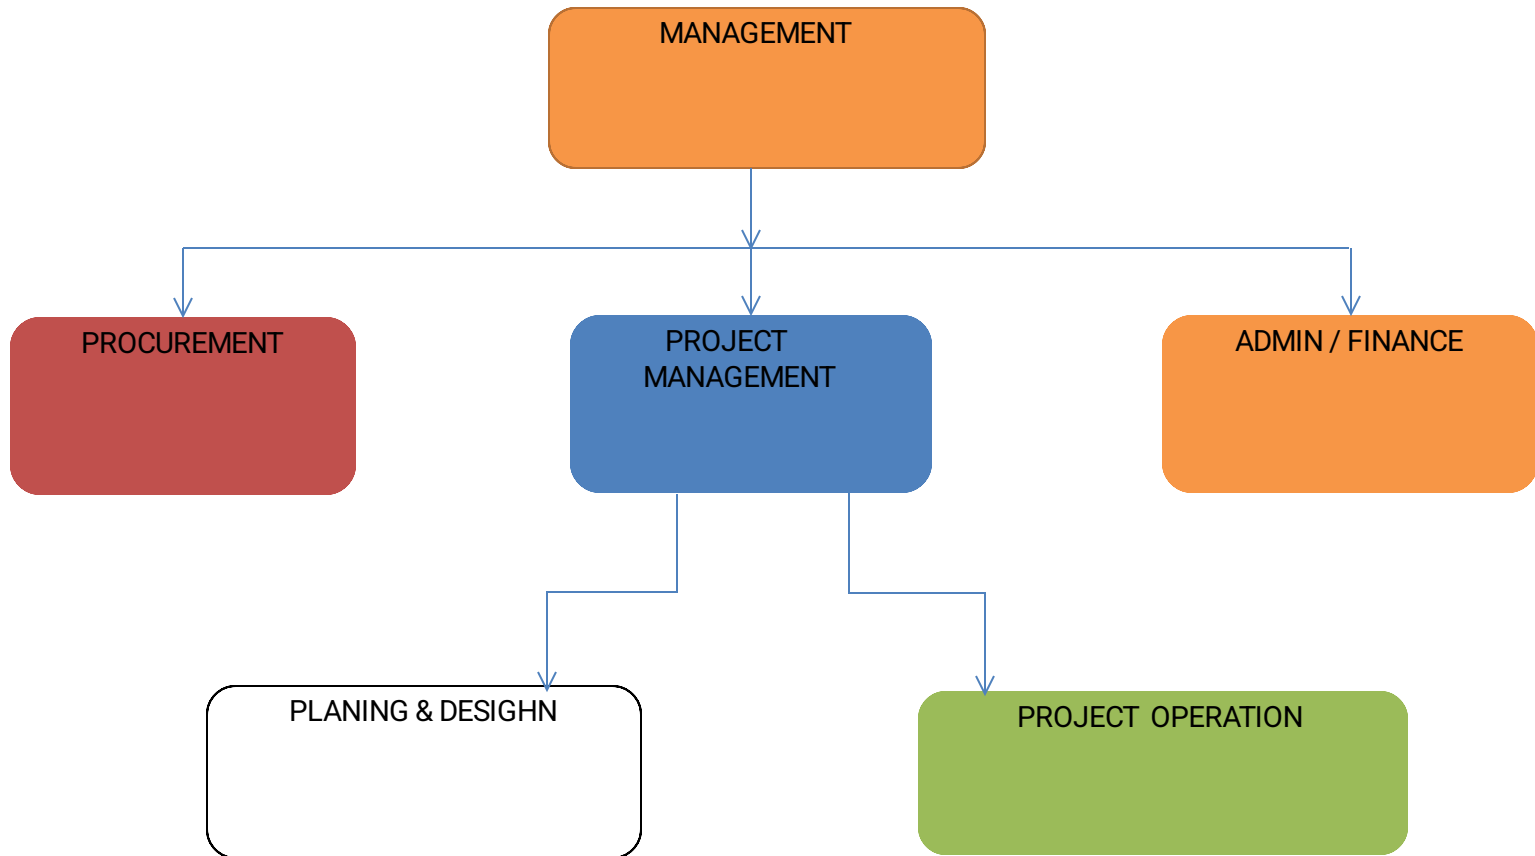 MANAGEMENT
PROCUREMENT
PROJECT
MANAGEMENT
ADMIN / FINANCE
PLANING & DESIGHN
PROJECT OPERATION